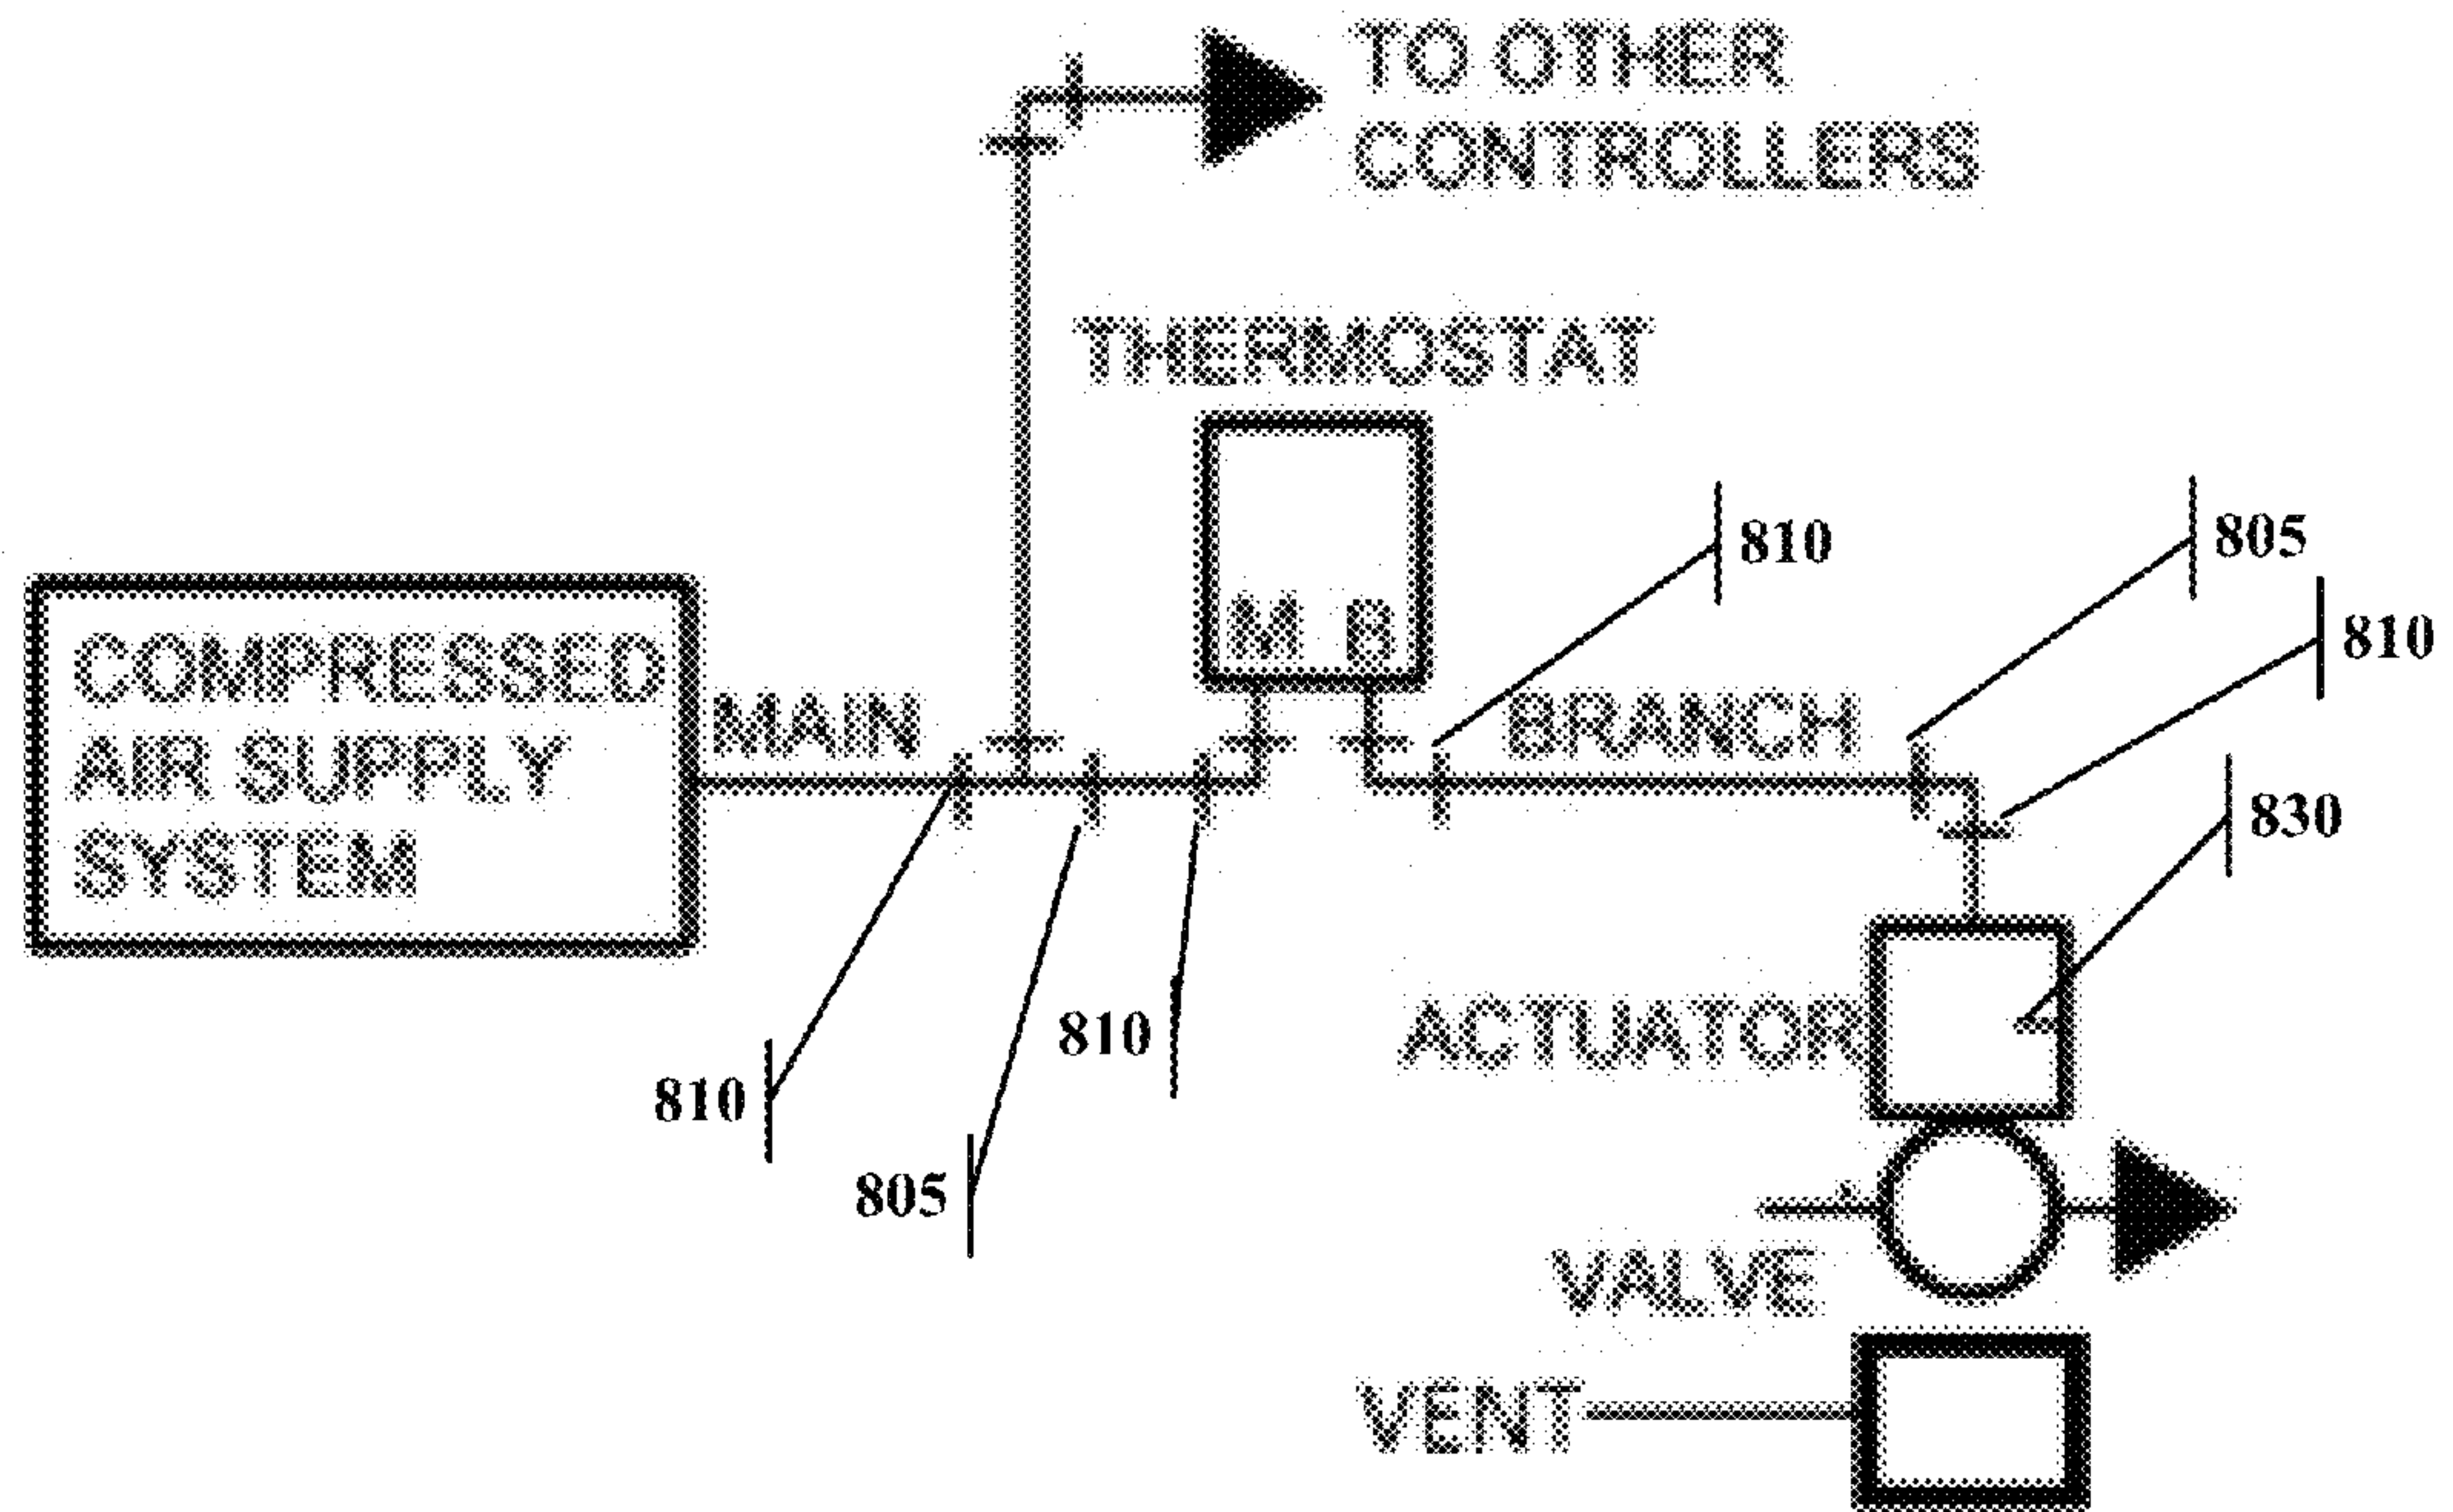 TO OTHER
CONTROLLERS
THERMOSTAT
810
805
810
M B
COMPRESSED
AIR SUPPLY
SYSTEM
MAIN
BRANCH
830
810
ACTUATOR
810
805
VALVE
VENT